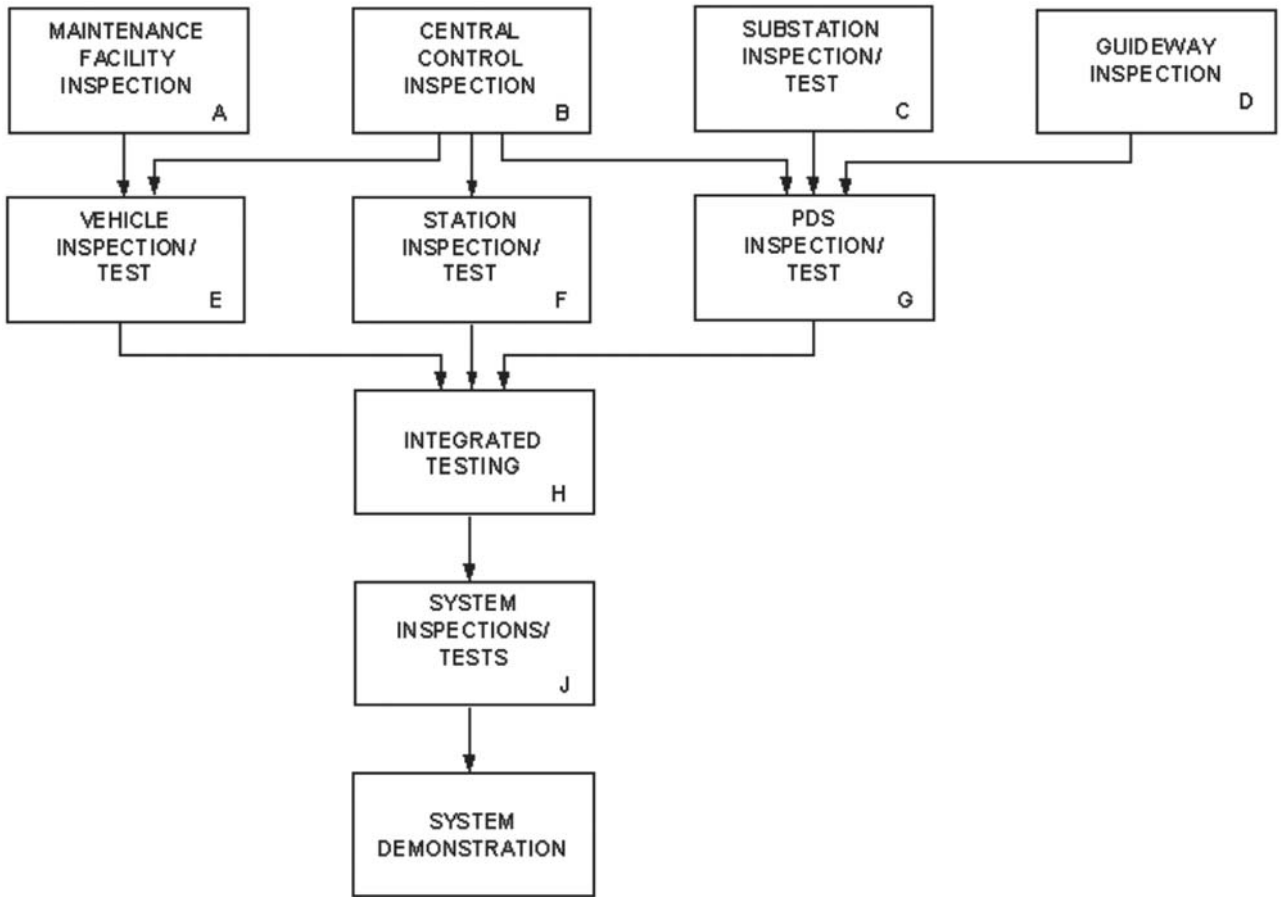 MAINTENANCE
FACILITY
INSPECTION
A
CENTRAL
CONTROL
INSPECTION
B
SUBSTATION
INSPECTION/
TEST
C
GUIDEWAY
INSPECTION
D
VEHICLE
INSPECTION/
TEST
E
STATION
INSPECTION/
TEST
F
PDS
INSPECTION/
TEST
G
INTEGRATED
TESTING
H
SYSTEM
INSPECTIONS/
TESTS
J
SYSTEM
DEMONSTRATION